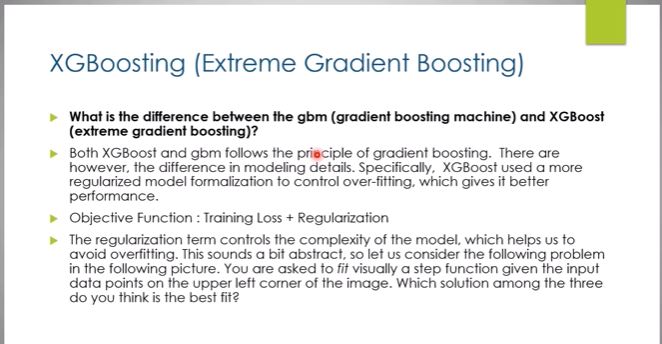 XGBoosting (Extreme Gradient Boosting)
What is the difference between the gbm (gradient boosting machine) and XGBoost
(extreme gradient boosting)?
Both XGBoost and gbm follows the principle of gradient boosting. There are
however, the difference in modeling details. Specifically, XGBoost used a more
regularized model formalization to control over-fitting, which gives it better
performance.
Objective Function : Training Loss + Regularization
The regularization term controls the complexity of the model, which helps us to
avoid overfitting. This sounds a bit abstract, so let us consider the following problem
in the following picture. You are asked to fit visually a step function given the input
data points on the upper left corner of the image. Which solution among the three
do you think is the best fit?